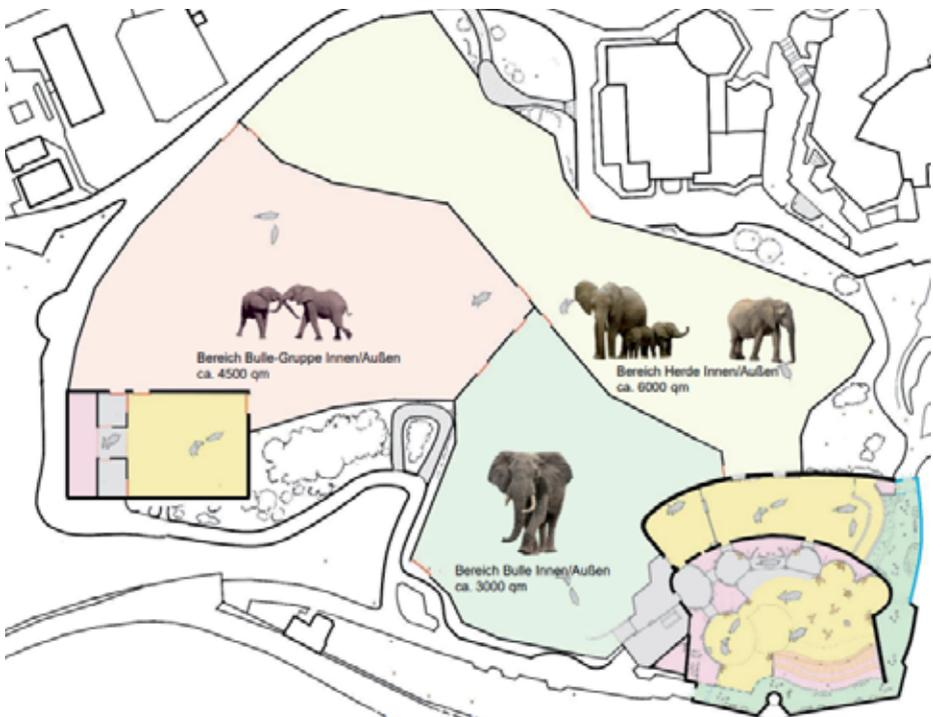 Bereich Bulle-Gruppe Innen/Außen
ca. 4500 qm
Bereich Herde Innen/Außen
ca. 6000 qm
Bereich Bulle Innen/Außen
ca. 3000 qm